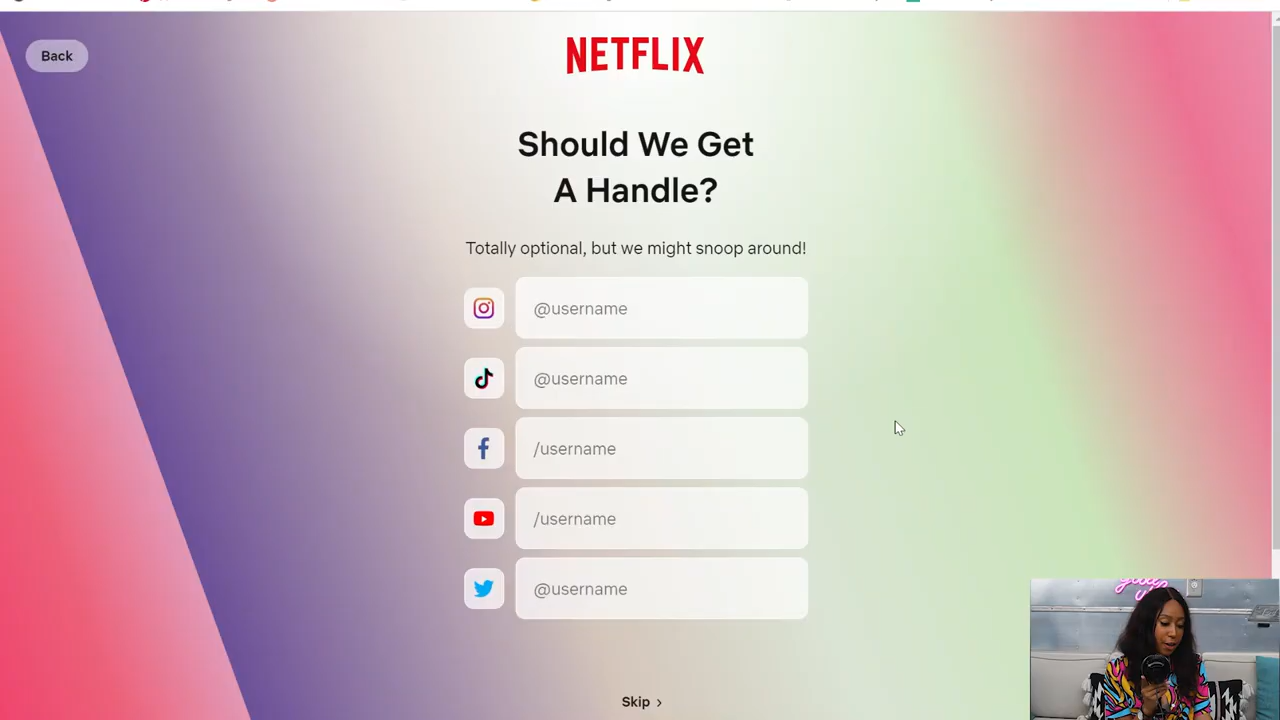 Back
NETFLIX
Should We Get
A Handle?
Totally optional, but we might snoop around!
@username
@username
/username
/username
@username
Skip